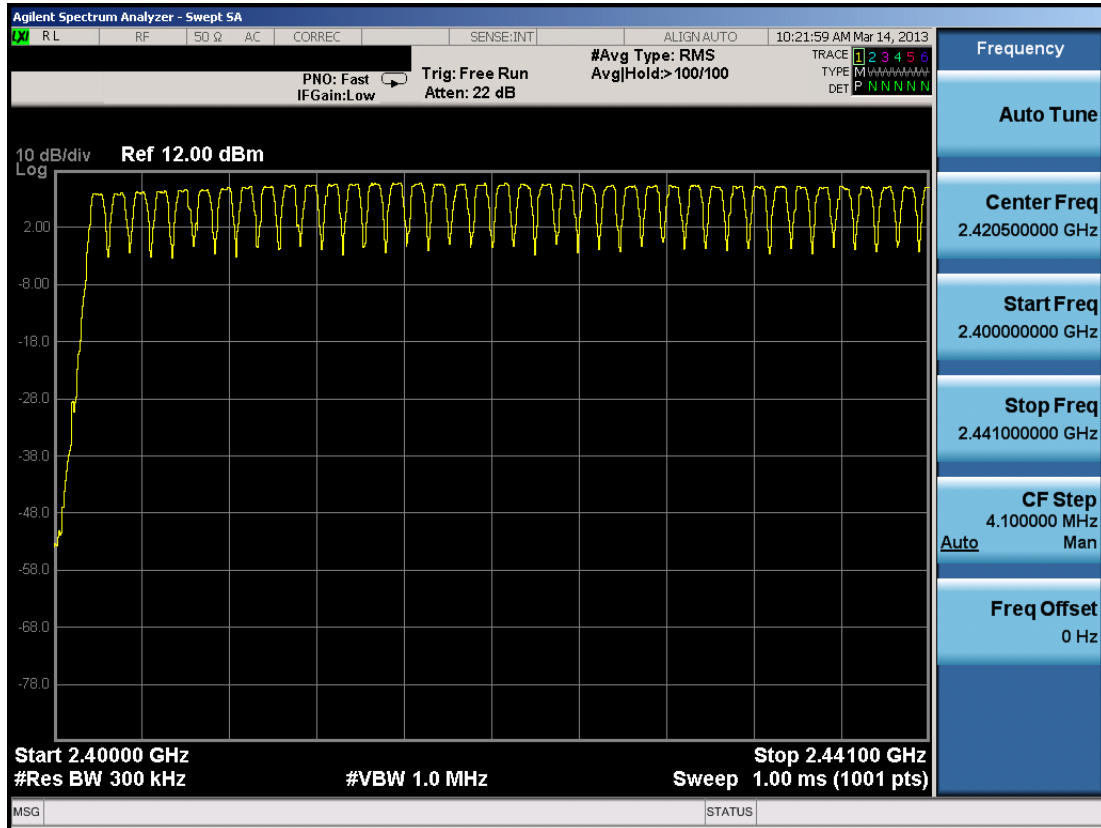 Agilent Spectrum Analyzer - Swept SA
LXI RL RF 50 Ω AC CORREC SENSE:INT ALIGN AUTO 10:21:59 AM Mar 14, 2013
PNO: Fast
IFGain:Low
Trig: Free Run
Atten: 22 dB
#Avg Type: RMS
Avg|Hold:> 100/100
TRACE 1 2 3 4 5 6
TYPE M WWWWW
DET P N N N N N
10 dB/div Ref 12.00 dBm
Log
2.00
-8.00
-18.0
-28.0
-38.0
-48.0
-58.0
-68.0
-78.0
Start 2.40000 GHz Stop 2.44100 GHz
#Res BW 300 kHz #VBW 1.0 MHz Sweep 1.00 ms (1001 pts)
MSG STATUS
Frequency
Auto Tune
Center Freq
2.420500000 GHz
Start Freq
2.400000000 GHz
Stop Freq
2.441000000 GHz
CF Step
4.100000 MHz
Auto Man
Freq Offset
0 Hz